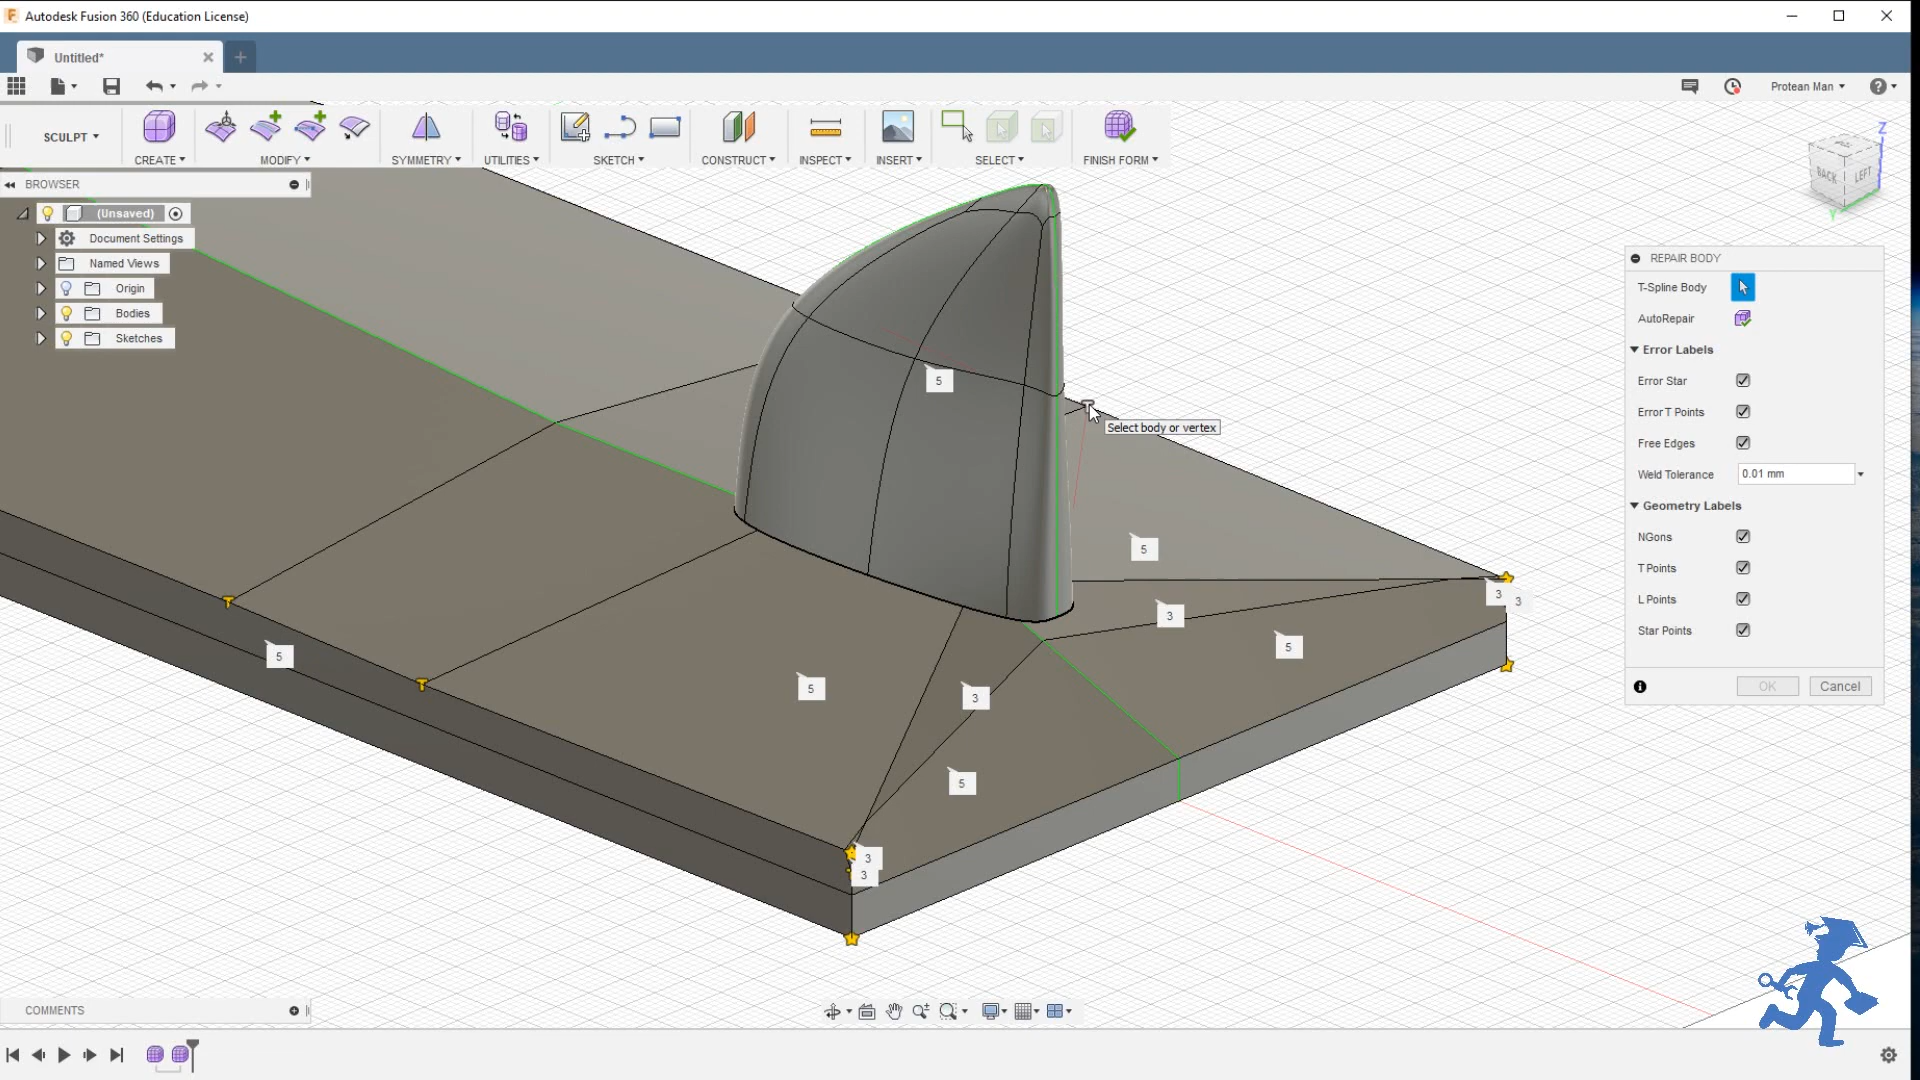 Autodesk Fusion 360 (Education License)
Untitled*
Protean Man
SCULPT
CREATE
MODIFY
SYMMETRY
UTILITIES
SKETCH
CONSTRUCT
INSPECT
INSERT
SELECT
FINISH FORM
BROWSER
(Unsaved)
Document Settings
Named Views
Origin
Bodies
Sketches
Z
BACK
LEFT
Y
REPAIR BODY
T-Spline Body
AutoRepair
Error Labels
Error Star
Error T Points
Free Edges
Weld Tolerance 0.01 mm
Geometry Labels
NGons
T Points
L Points
Star Points
OK Cancel
5
Select body or vertex
5
3
3
3
5
5
5
3
5
3
3
COMMENTS